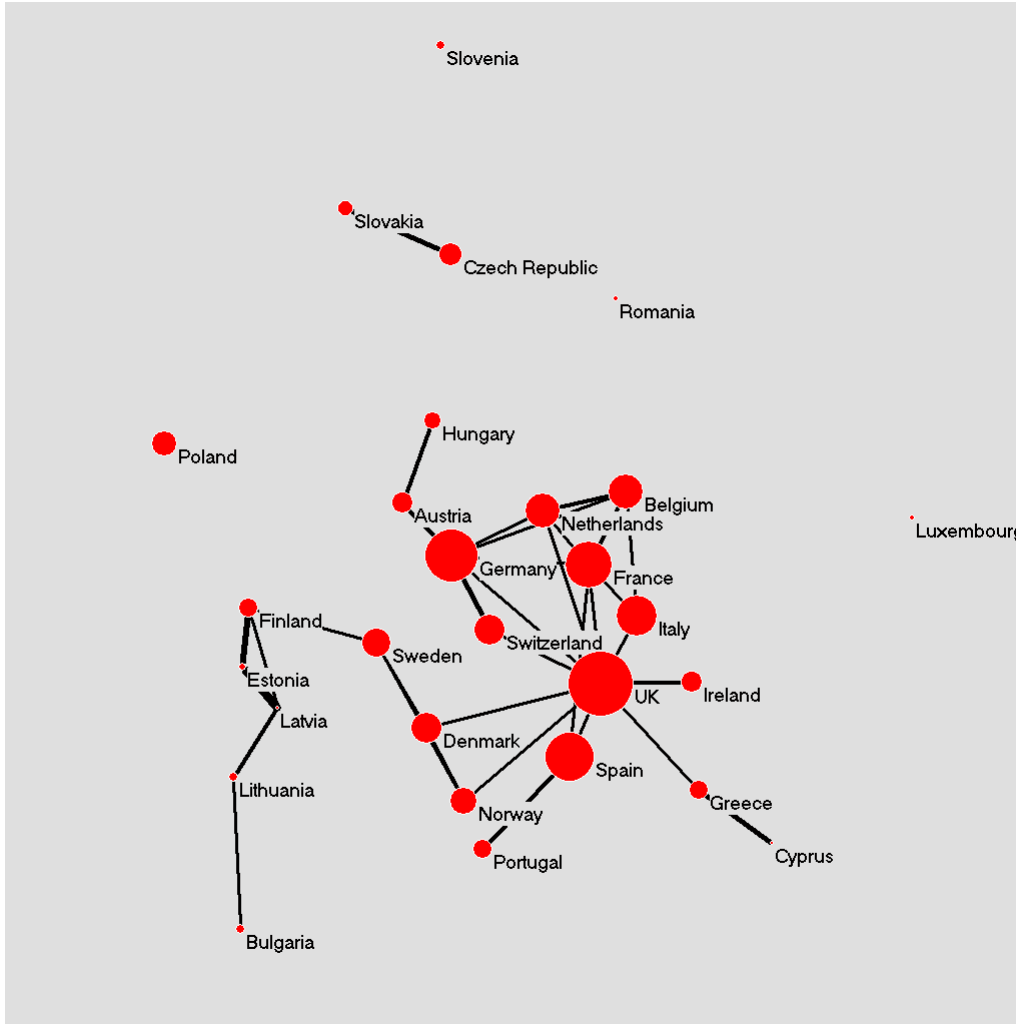 Slovenia
Slovakia
Czech Republic
Romania
Hungary
Poland
Belgium
Austria
Netherlands
Luxembourg
Germany
France
Finland
Italy
Switzerland
Sweden
Estonia
UK
Ireland
Latvia
Denmark
Spain
Lithuania
Greece
Norway
Cyprus
Portugal
Bulgaria